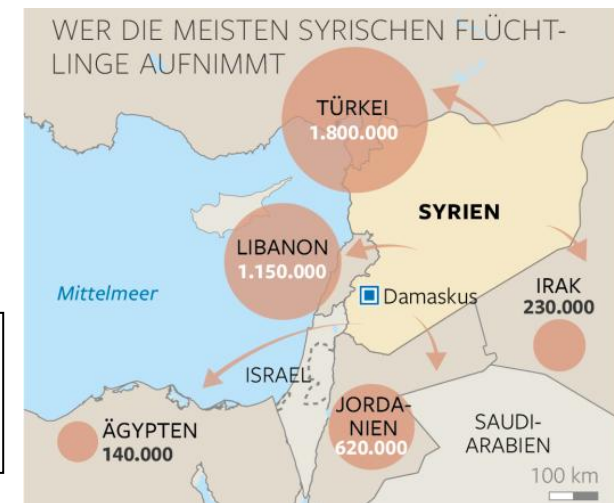 WER DIE MEISTEN SYRISCHEN FLÜCHT-
LINGE AUFNIMMT
TÜRKEI
1.800.000
SYRIEN
LIBANON
1.150.000
Mittelmeer
Damaskus
IRAK
230.000
ISRAEL
JORDA-
NIEN
620.000
SAUDI-
ARABIEN
ÄGYPTEN
140.000
100 km